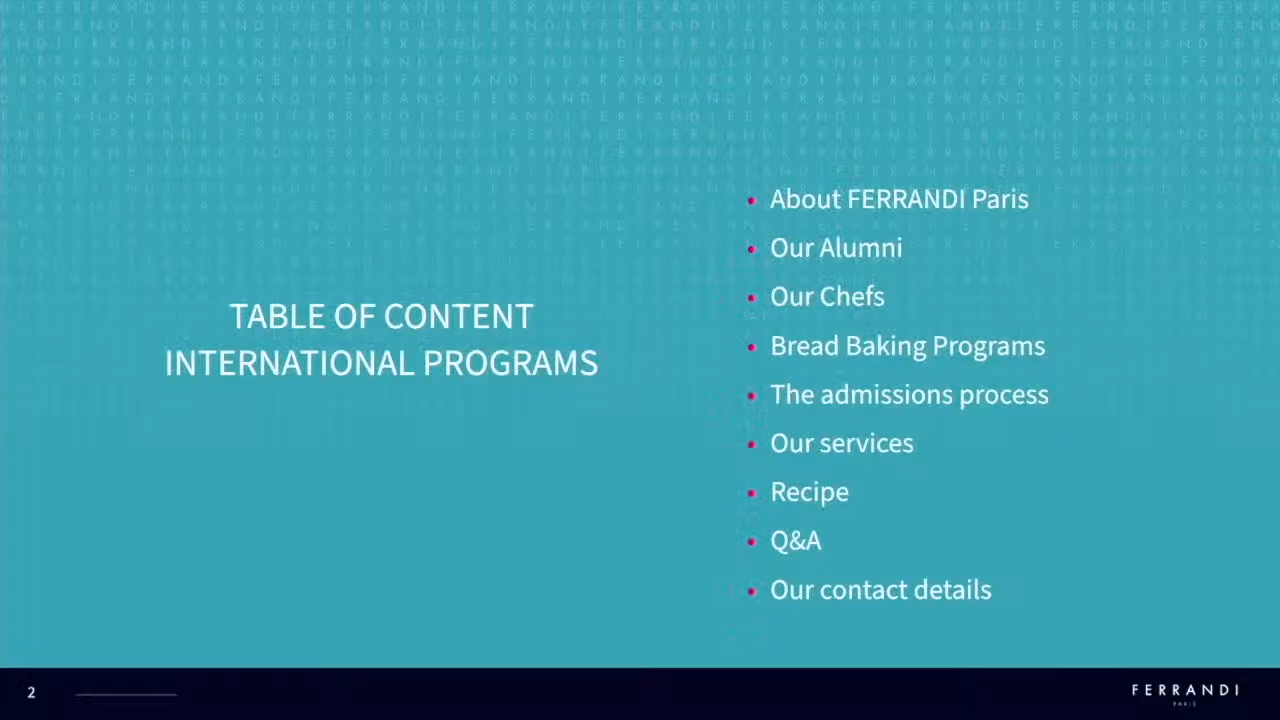 TABLE OF CONTENT
INTERNATIONAL PROGRAMS
About FERRANDI Paris
Our Alumni
Our Chefs
Bread Baking Programs
The admissions process
Our services
Recipe
Q&A
Our contact details
2
FERRANDI
PARIS